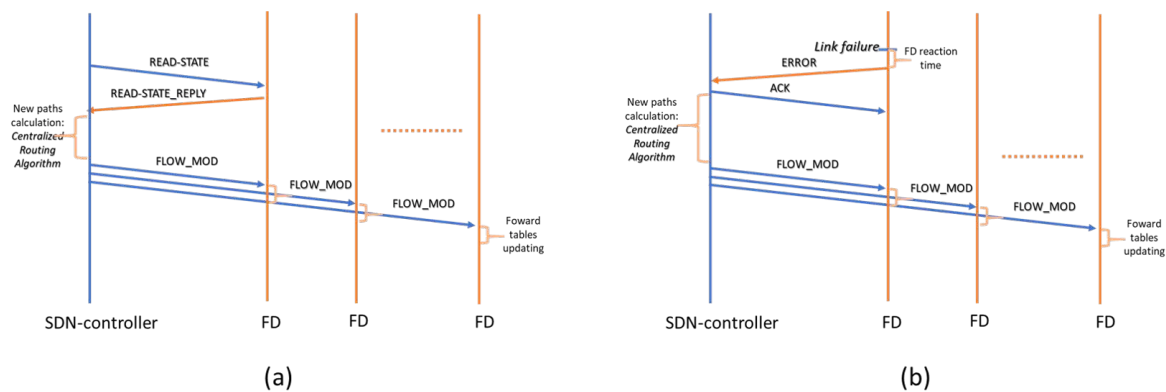 READ-STATE
READ-STATE_REPLY
New paths
calculation:
Centralized
Routing
Algorithm
FLOW_MOD
FLOW_MOD
FLOW_MOD
Foward
tables
updating
SDN-controller
FD
FD
FD
(a)
Link failure
FD reaction
time
ERROR
ACK
New paths
calculation:
Centralized
Routing
Algorithm
FLOW_MOD
FLOW_MOD
FLOW_MOD
Foward
tables
updating
SDN-controller
FD
FD
FD
(b)